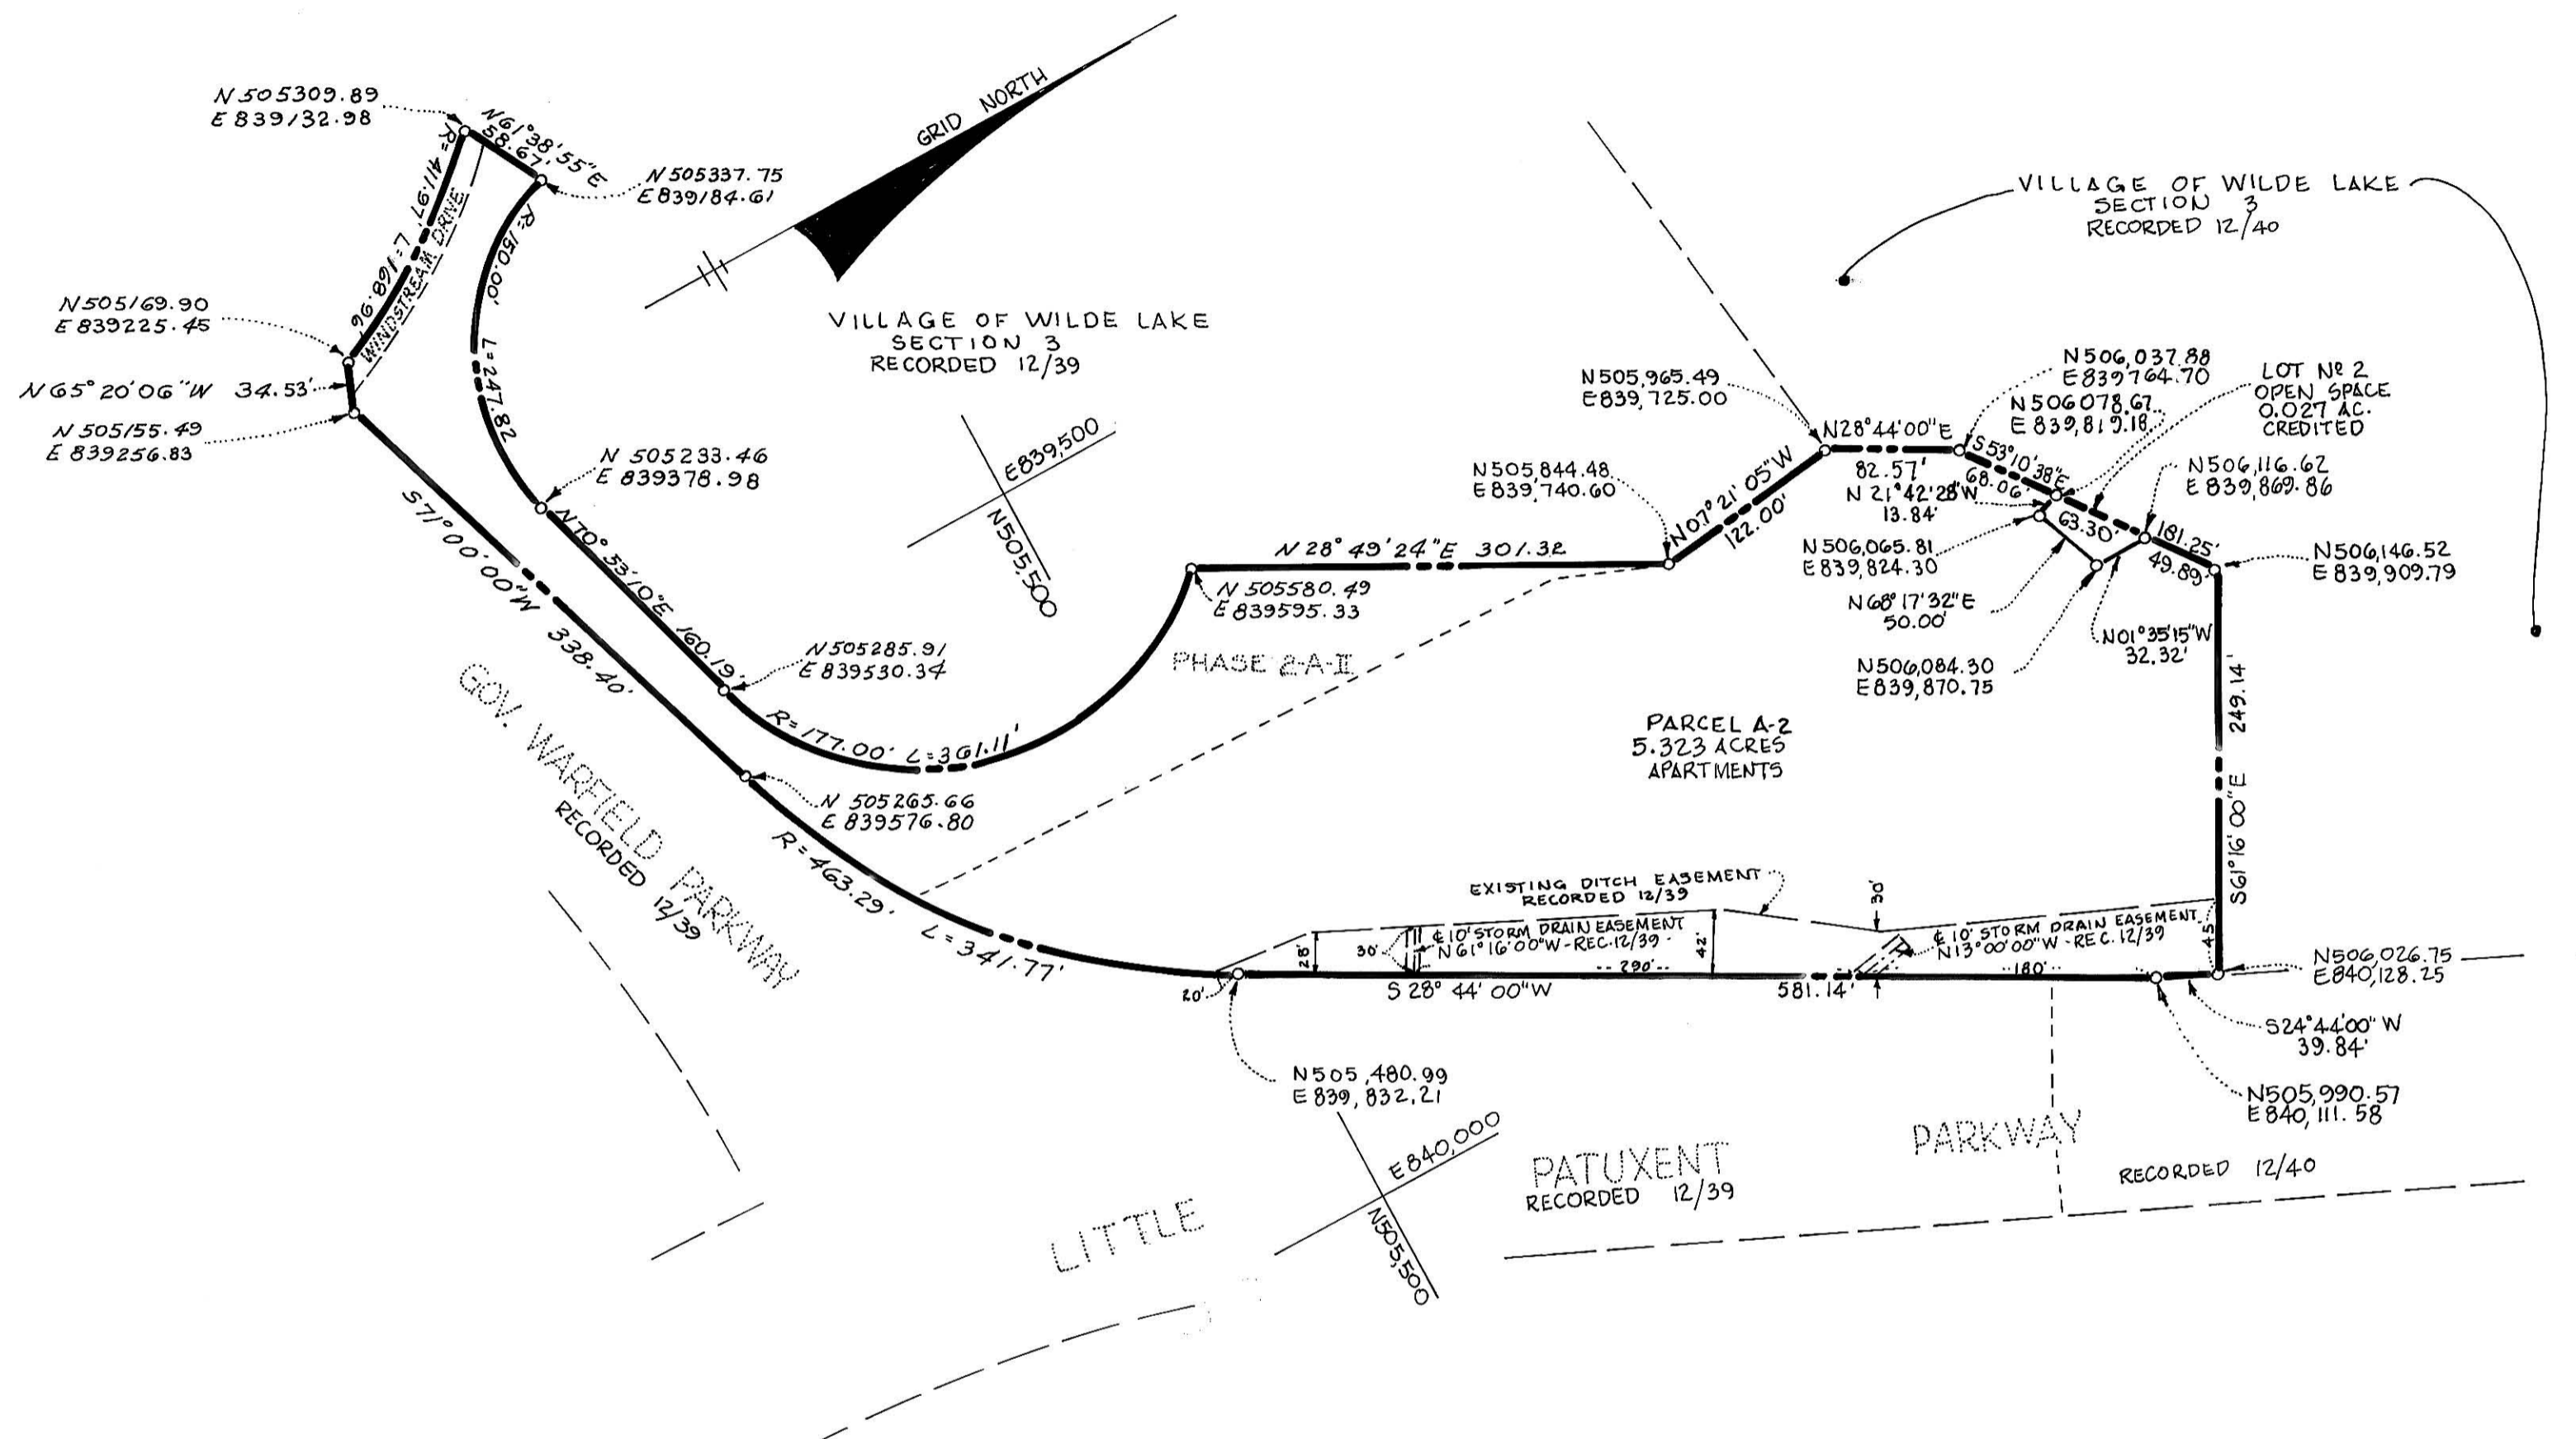 GRID NORTH
N 505309.89
E 839132.98
N61°38'55"E
58.67'
R= 411.97' L= 168.96'
WINDSTREAM DRIVE
N 505337.75
E 839184.61
R= 150.00' L=247.82
N505169.90
E 839225.45
N65°20'06"W 34.53'
N 505155.49
E 839256.83
N 505233.46
E 839378.98
S71°00'00"W 338.40'
N70°53'10"E 160.19'
N505285.91
E 839530.34
R=177.00' L=361.11'
N 505265.66
E 839576.80
R=463.29' L=341.77'
GOV. WARFIELD PARKWAY
RECORDED 12/39
VILLAGE OF WILDE LAKE
SECTION 3
RECORDED 12/39
E839,500
N505,500
N 505580.49
E 839595.33
N 28°49'24"E 301.32
PHASE 2-A-II
N505,844.48
E839,740.60
N07°21'05"W
122.00'
N505,965.49
E839,725.00
N28°44'00"E
82.57'
VILLAGE OF WILDE LAKE
SECTION 3
RECORDED 12/40
N506,037.88
E839764.70
S53°10'38"E
68.06'
N506078.67
E 839,819.18
LOT Nº 2
OPEN SPACE
0.027 AC.
CREDITED
N506,116.62
E839,869.86
N 21°42'28"W
13.84'
63.30'
181.25'
49.89'
N506,065.81
E839,824.30
N68°17'32"E
50.00'
N506,084.30
E839,870.75
N01°35'15"W
32.32'
N506,146.52
E839,909.79
S61°16'00"E 249.14'
PARCEL A-2
5.323 ACRES
APARTMENTS
EXISTING DITCH EASEMENT
RECORDED 12/39
℄ 10' STORM DRAIN EASEMENT
N61°16'00"W-REC.12/39
℄ 10' STORM DRAIN EASEMENT
N13°00'00"W-REC. 12/39
20'
28'
30'
290'
42'
30'
180'
45'
S 28°44'00"W
581.14'
N506,026.75
E840,128.25
S24°44'00"W
39.84'
N505,990.57
E840,111.58
N505,480.99
E839,832.21
E840,000
N505,500
LITTLE PATUXENT PARKWAY
RECORDED 12/39
RECORDED 12/40